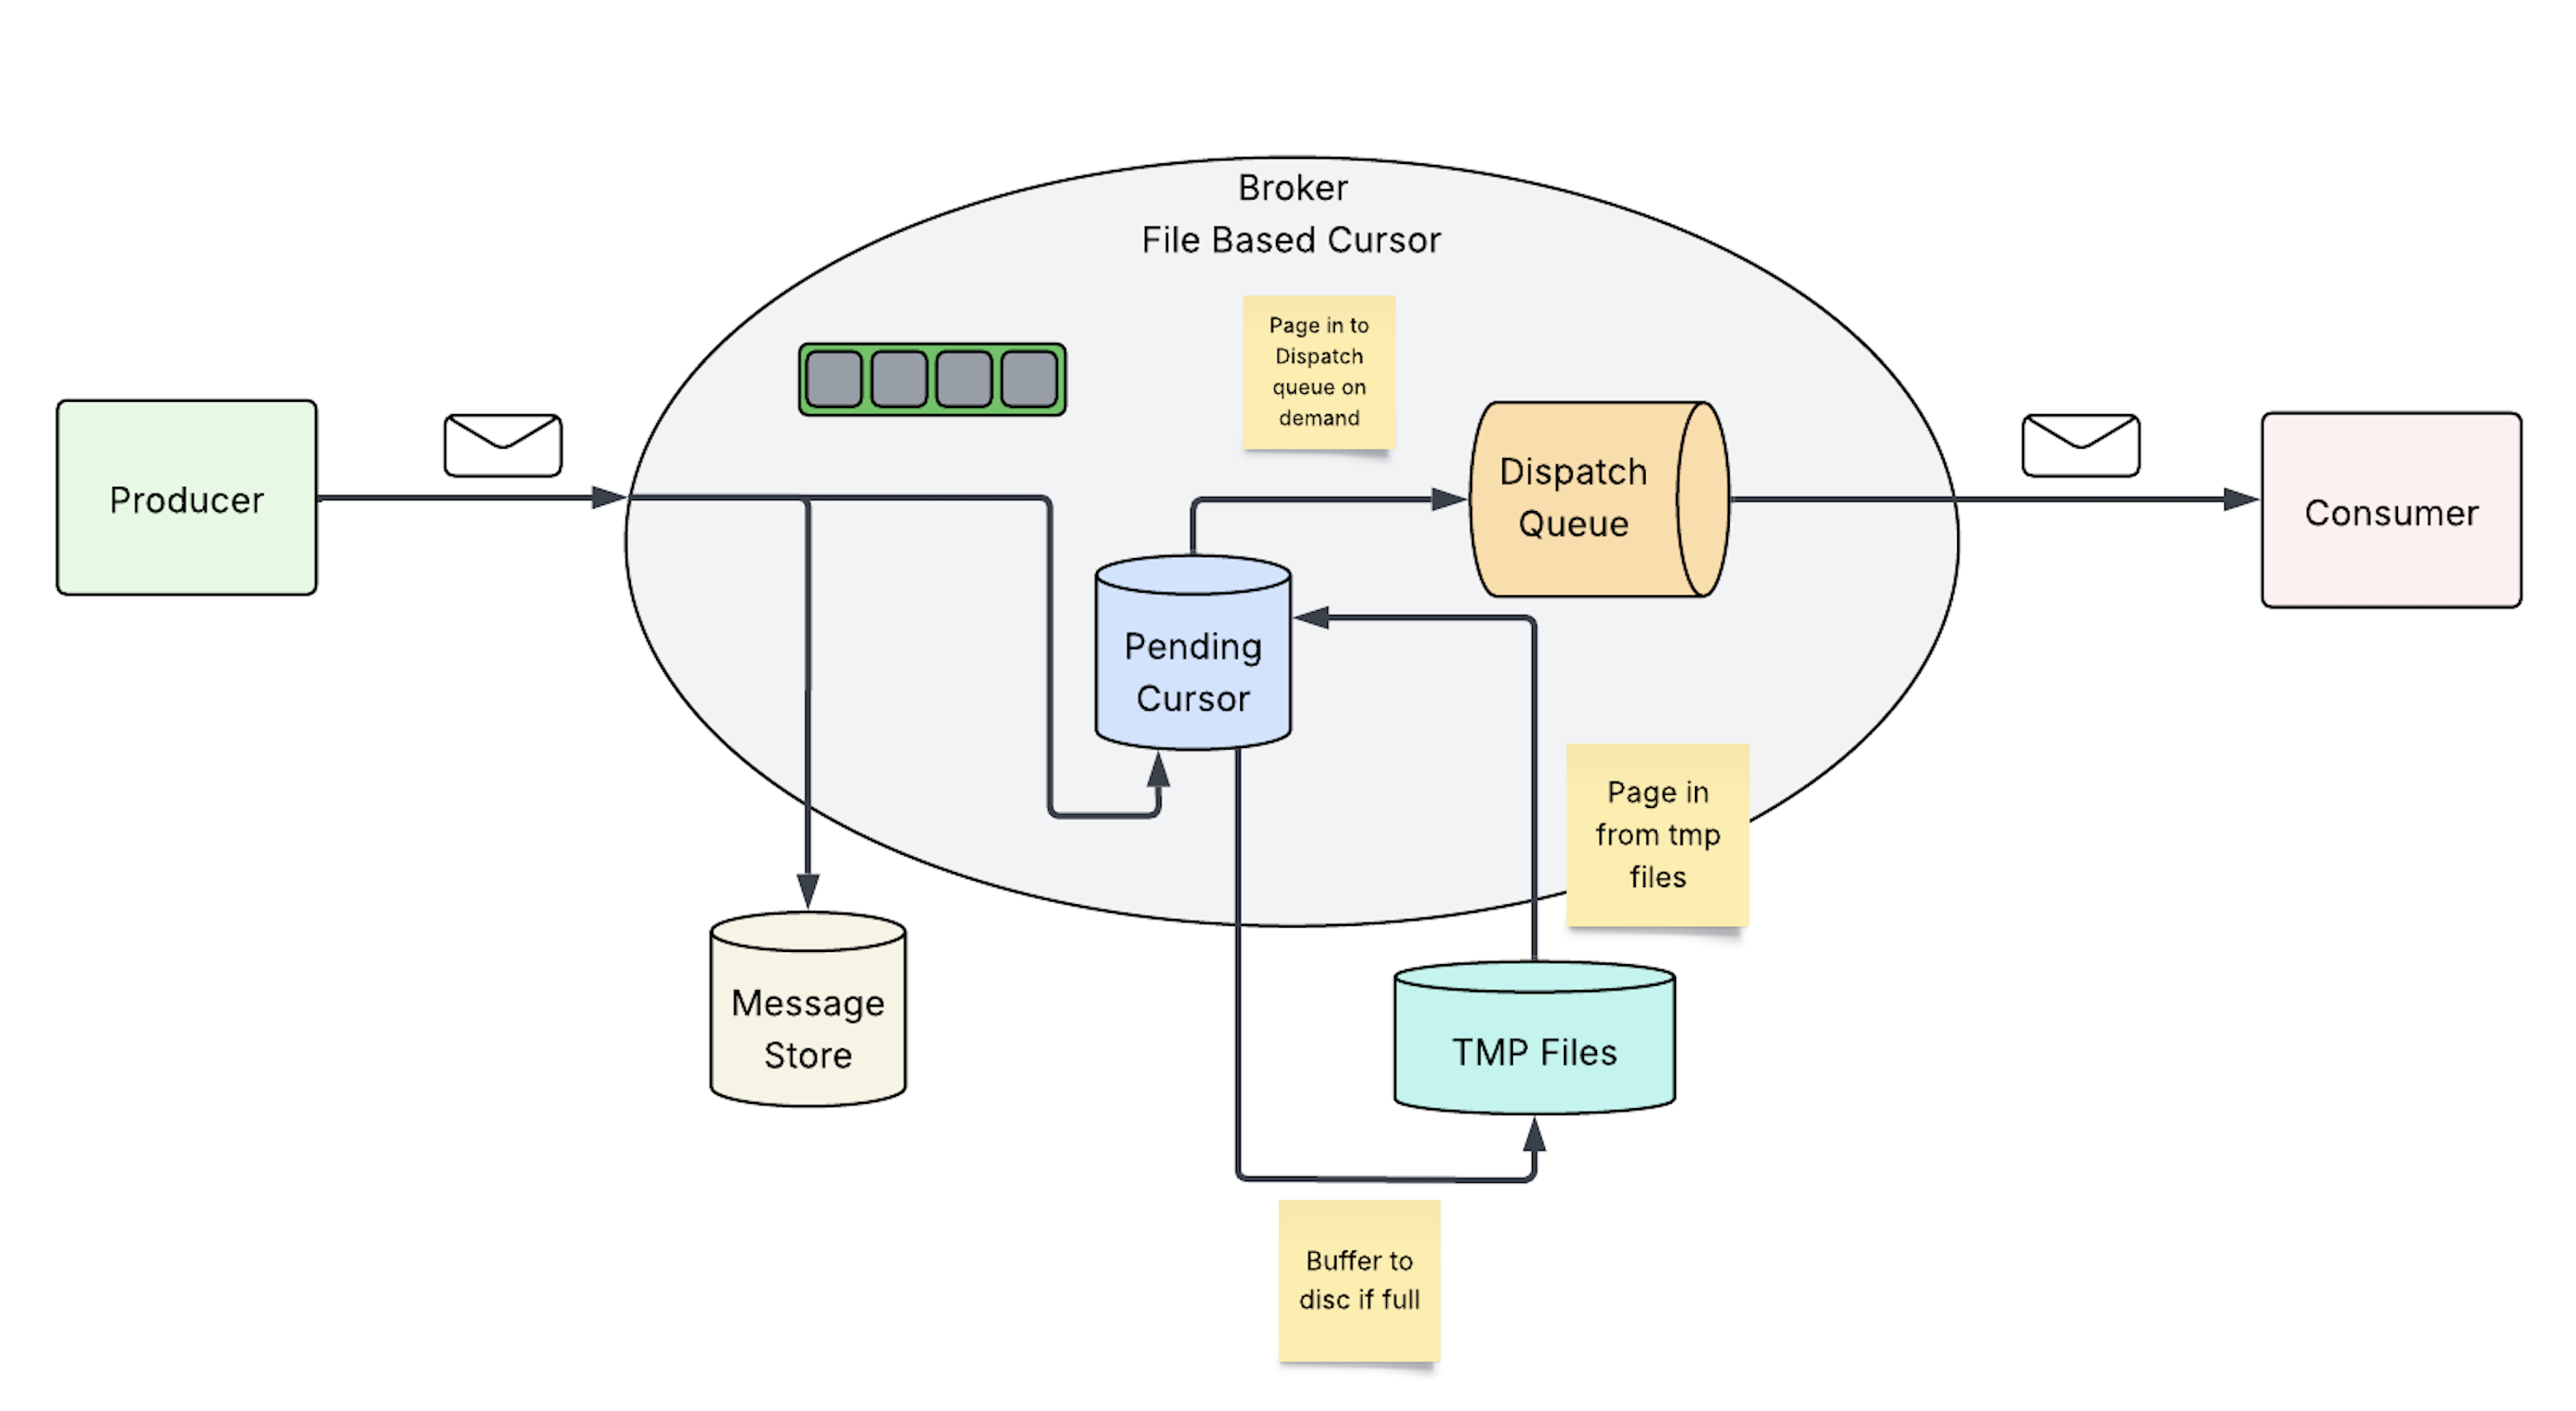 Broker
File Based Cursor
Page in to
Dispatch
queue on
demand
Producer
Dispatch
Queue
Consumer
Pending
Cursor
Page in
from tmp
files
Message
Store
TMP Files
Buffer to
disc if full